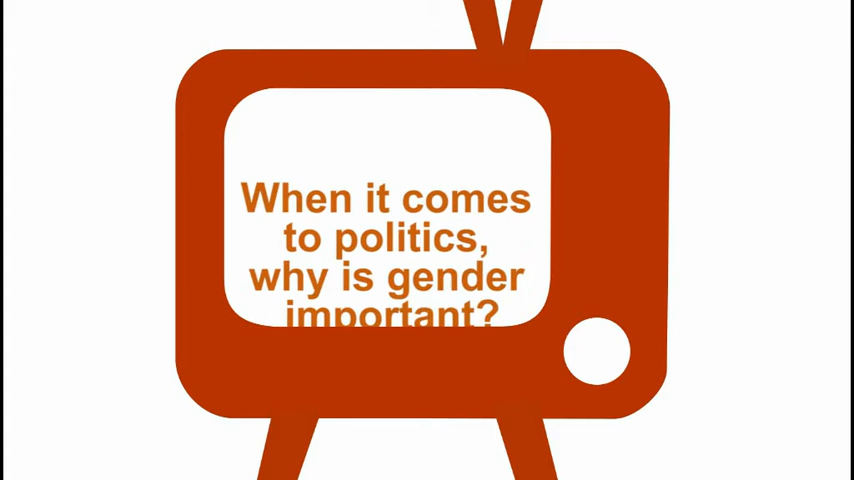 When it comes
to politics,
why is gender
important?